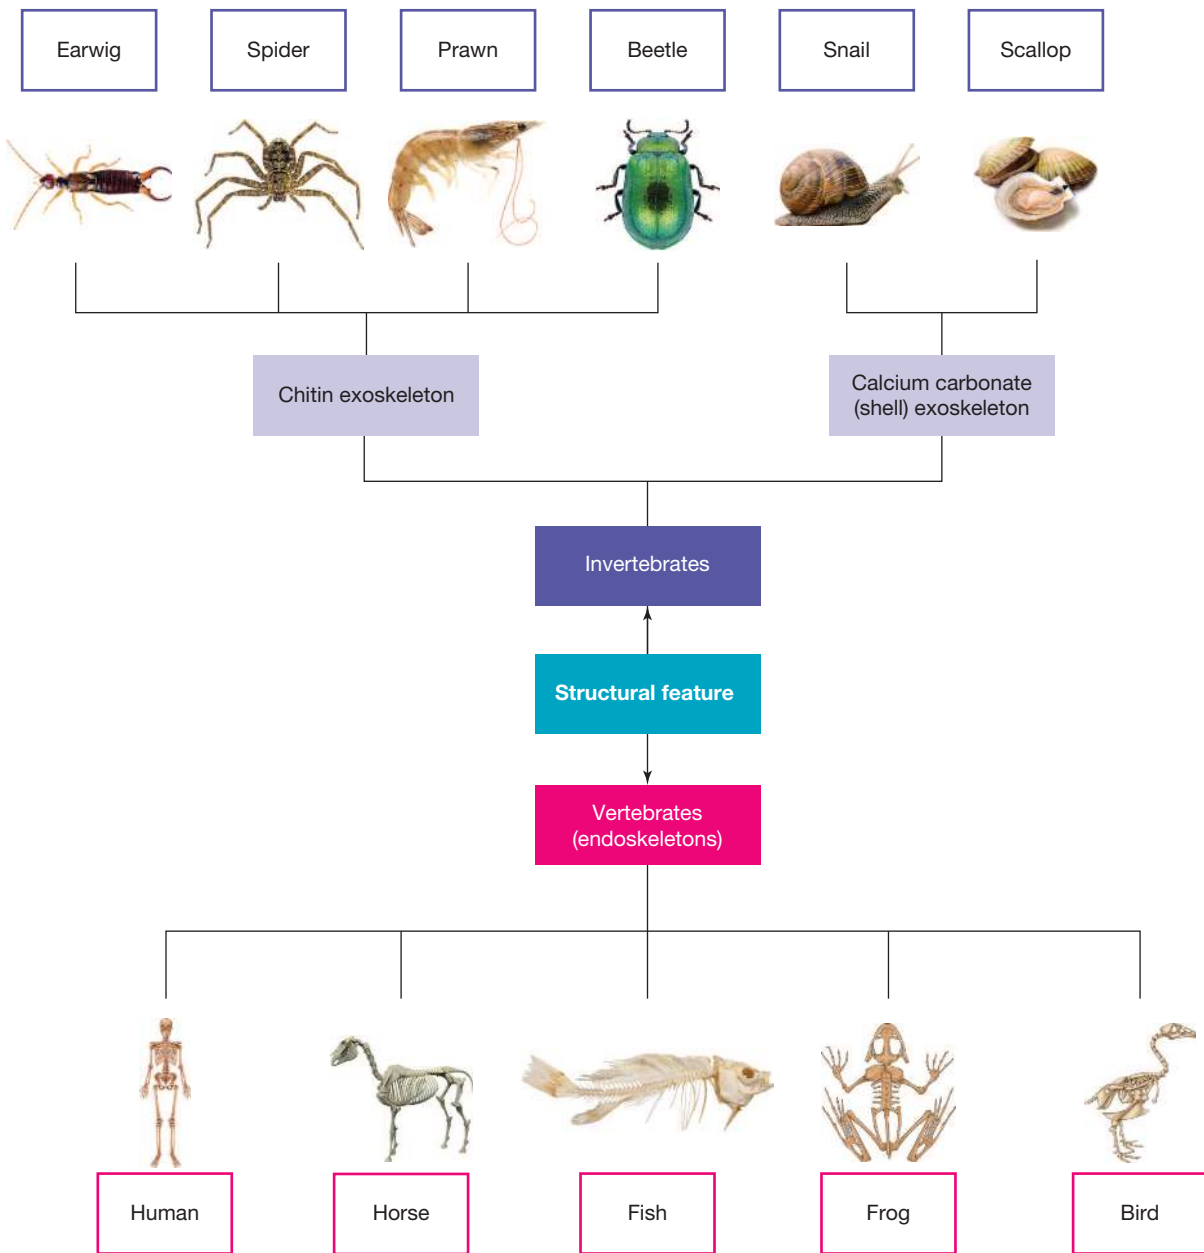 Earwig
Spider
Prawn
Beetle
Snail
Scallop
Chitin exoskeleton
Calcium carbonate
(shell) exoskeleton
Invertebrates
Structural feature
Vertebrates
(endoskeletons)
Human
Horse
Fish
Frog
Bird